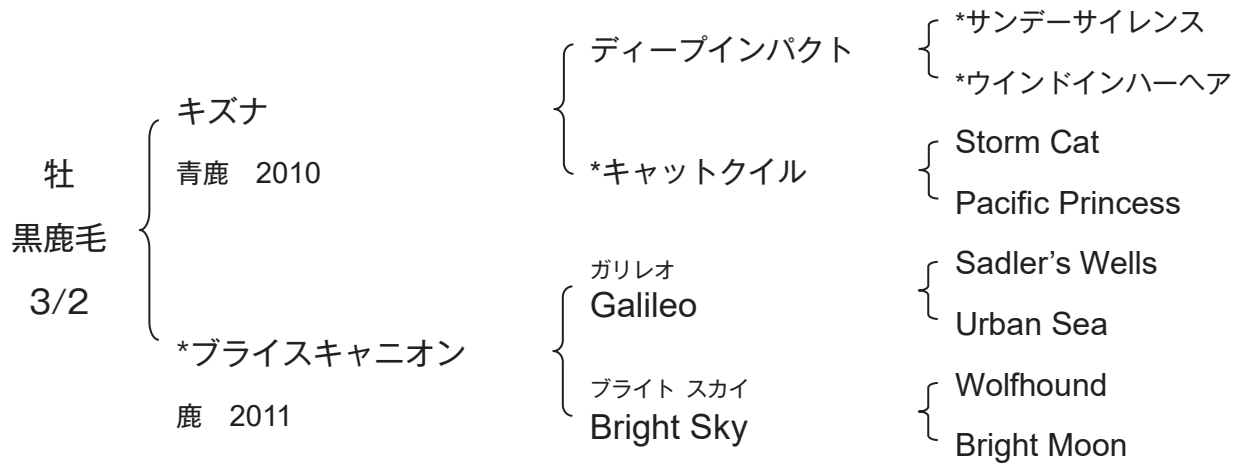 牡
黒鹿毛
3/2
キズナ
青鹿　2010
*ブライスキャニオン
鹿　2011
ディープインパクト
*キャットクイル
ガリレオ
Galileo
ブライト スカイ
Bright Sky
*サンデーサイレンス
*ウインドインハーヘア
Storm Cat
Pacific Princess
Sadler’s Wells
Urban Sea
Wolfhound
Bright Moon